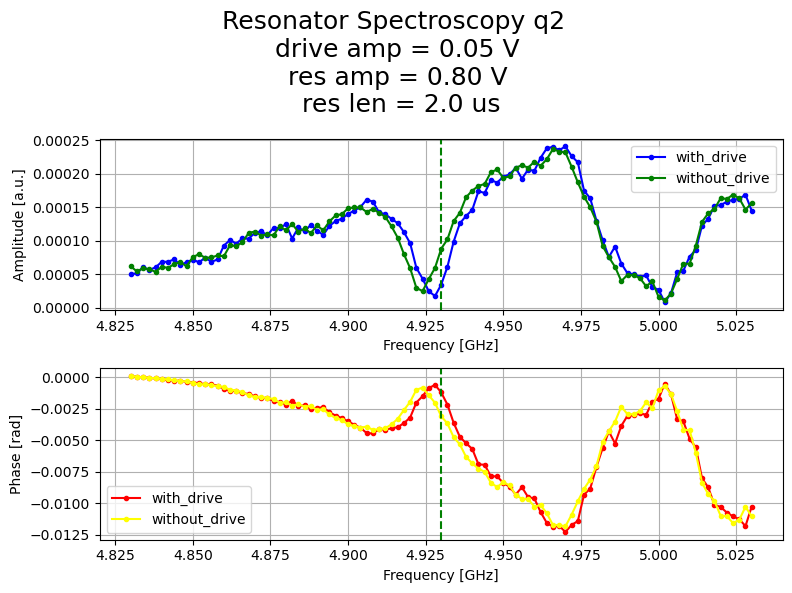 Resonator Spectroscopy q2
drive amp = 0.05 V
res amp = 0.80 V
res len = 2.0 us
0.00025
0.00020
0.00015
0.00010
0.00005
0.00000
Amplitude [a.u.]
with_drive
without_drive
4.825 4.850 4.875 4.900 4.925 4.950 4.975 5.000 5.025
Frequency [GHz]
0.0000
−0.0025
−0.0050
−0.0075
−0.0100
−0.0125
Phase [rad]
with_drive
without_drive
4.825 4.850 4.875 4.900 4.925 4.950 4.975 5.000 5.025
Frequency [GHz]